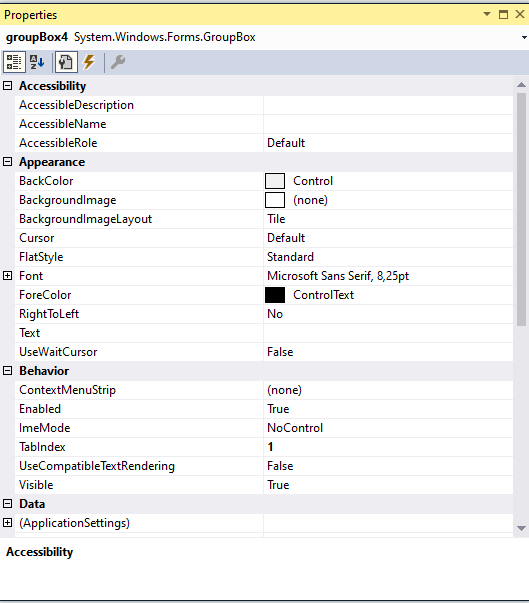 Properties
groupBox4 System.Windows.Forms.GroupBox
Accessibility
AccessibleDescription
AccessibleName
AccessibleRole Default
Appearance
BackColor Control
BackgroundImage (none)
BackgroundImageLayout Tile
Cursor Default
FlatStyle Standard
Font Microsoft Sans Serif, 8,25pt
ForeColor ControlText
RightToLeft No
Text
UseWaitCursor False
Behavior
ContextMenuStrip (none)
Enabled True
ImeMode NoControl
TabIndex 1
UseCompatibleTextRendering False
Visible True
Data
(ApplicationSettings)
Accessibility